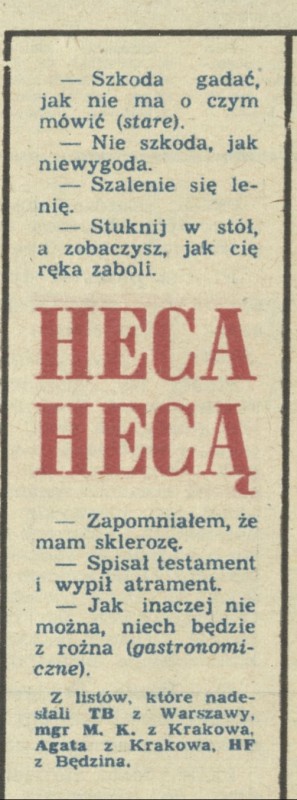 — Szkoda gadać,
jak nie ma o czym
mówić (stare).
— Nie szkoda, jak
niewygoda.
— Szalenie się le-
nię.
— Stuknij w stół,
a zobaczysz, jak cię
ręka zaboli.
HECA
HECĄ
— Zapomniałem, że
mam sklerozę.
— Spisał testament
i wypił atrament.
— Jak inaczej nie
można, niech będzie
z rożna (gastronomi-
czne).
Z listów, które nade-
słali TB z Warszawy,
mgr M. K. z Krakowa,
Agata z Krakowa, HF
z Będzina.